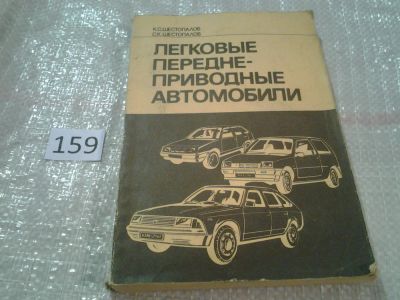 К.С.ШЕСТОПАЛОВ
С.К.ШЕСТОПАЛОВ
ЛЕГКОВЫЕ
ПЕРЕДНЕ-
ПРИВОДНЫЕ
АВТОМОБИЛИ
159